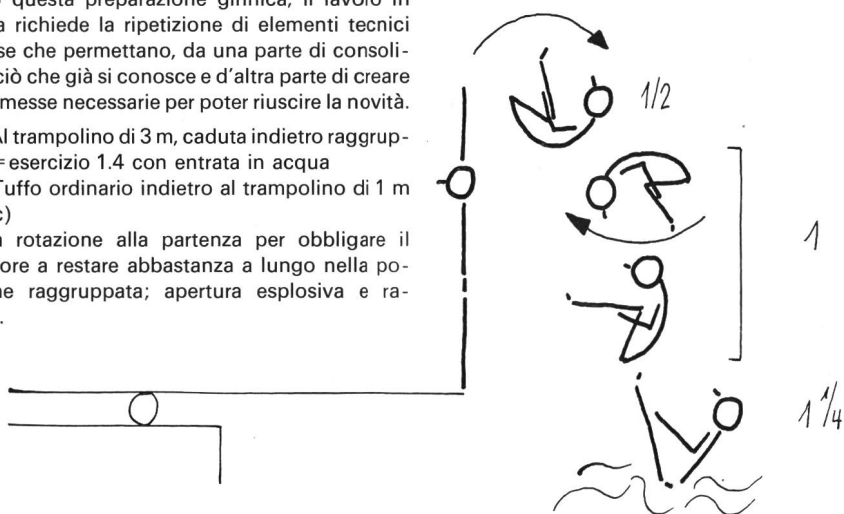 questa preparazione ginnica, il lavoro in
a richiede la ripetizione di elementi tecnici
se che permettano, da una parte di consoli-
ciò che già si conosce e d'altra parte di creare
messe necessarie per poter riuscire la novità.
Al trampolino di 3 m, caduta indietro raggrup-
=esercizio 1.4 con entrata in acqua
Tuffo ordinario indietro al trampolino di 1 m
c)
rotazione alla partenza per obbligare il
ore a restare abbastanza a lungo nella po-
ne raggruppata; apertura esplosiva e ra-
1/2
1
1 1/4